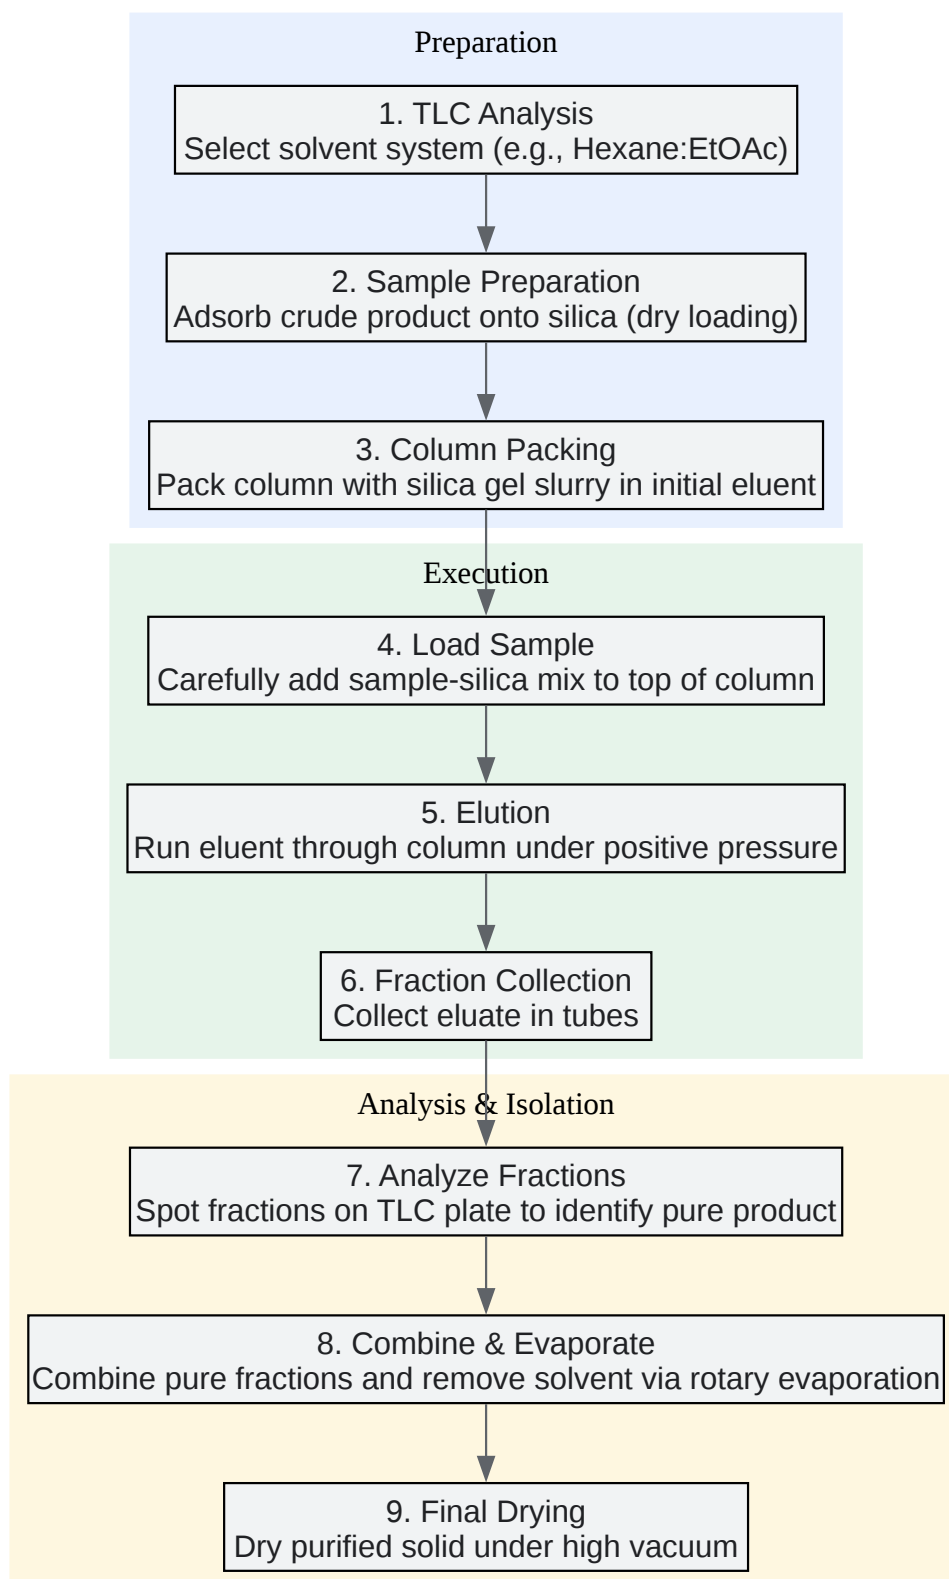 Preparation
1. TLC Analysis
Select solvent system (e.g., Hexane:EtOAc)
2. Sample Preparation
Adsorb crude product onto silica (dry loading)
3. Column Packing
Pack column with silica gel slurry in initial eluent
Execution
4. Load Sample
Carefully add sample-silica mix to top of column
5. Elution
Run eluent through column under positive pressure
6. Fraction Collection
Collect eluate in tubes
Analysis & Isolation
7. Analyze Fractions
Spot fractions on TLC plate to identify pure product
8. Combine & Evaporate
Combine pure fractions and remove solvent via rotary evaporation
9. Final Drying
Dry purified solid under high vacuum